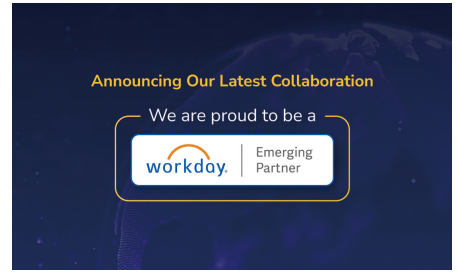 Announcing Our Latest Collaboration
We are proud to be a
workday.
Emerging
Partner